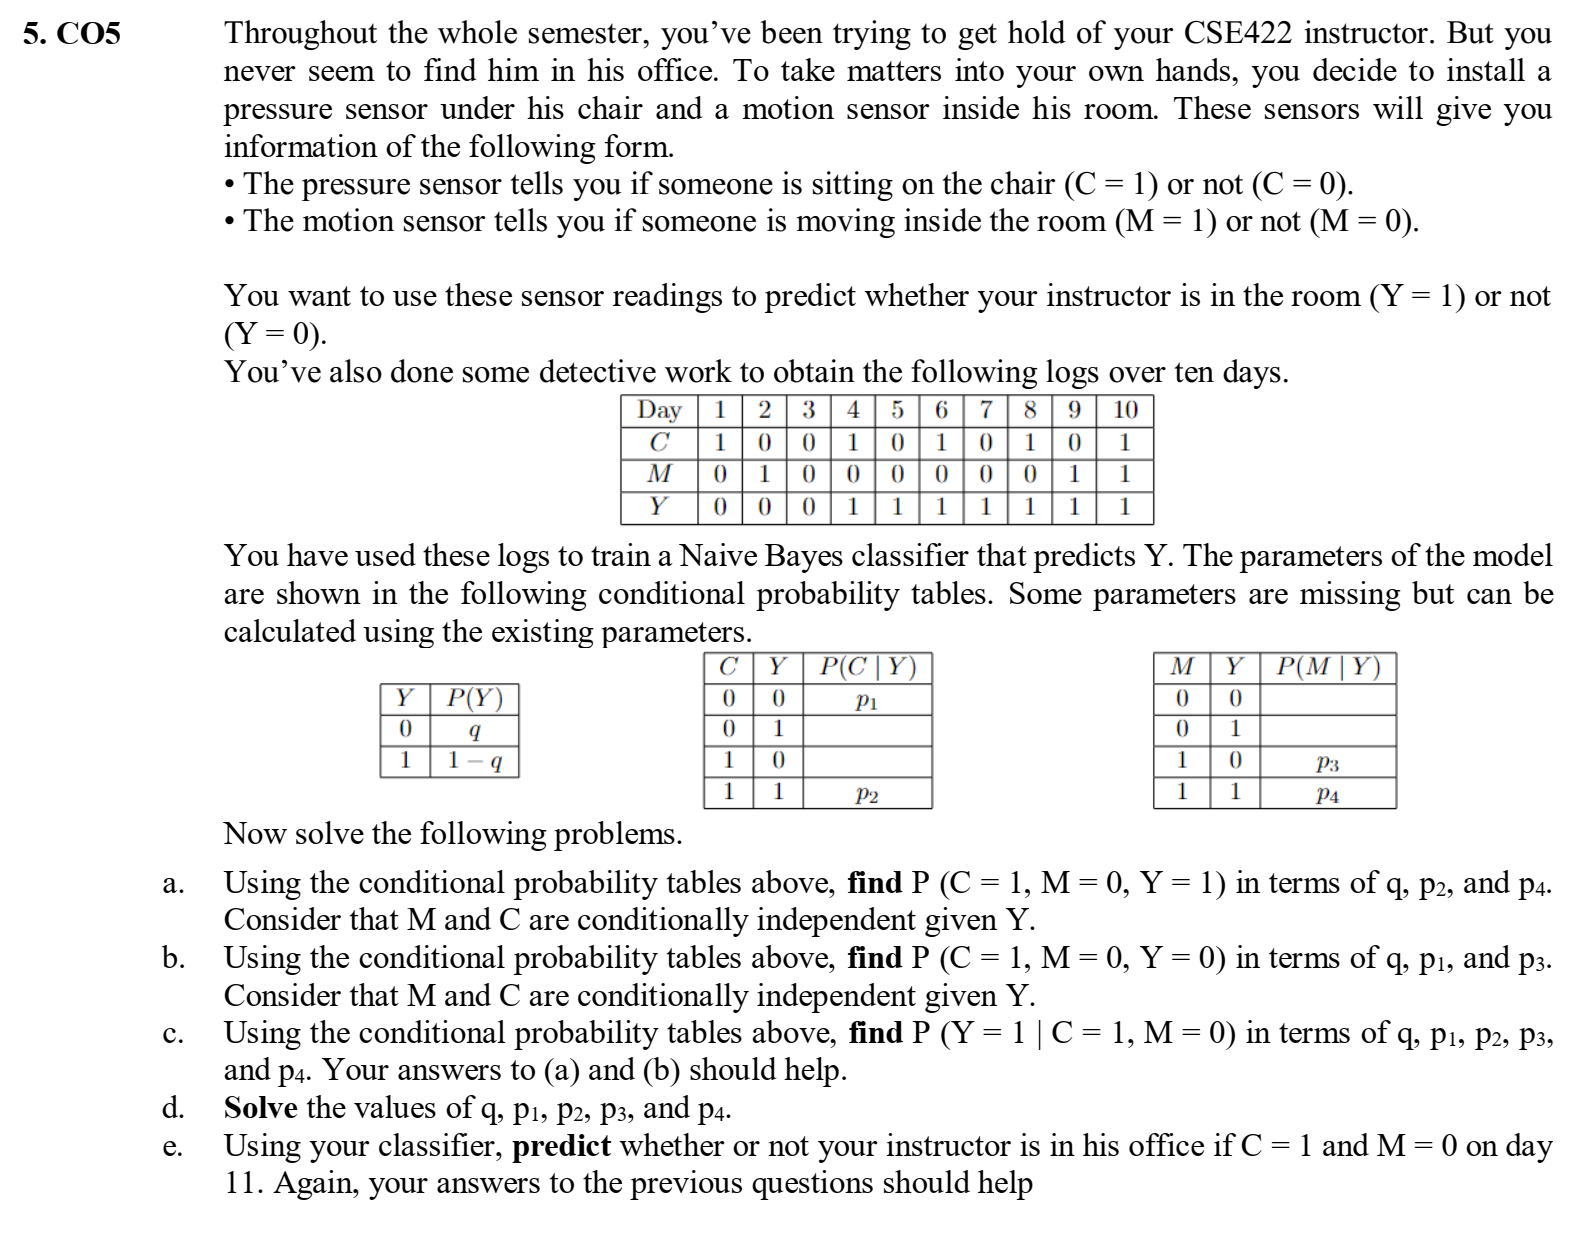 5. CO5 Throughout the whole semester, you’ve been trying to get hold of your CSE422 instructor. But you
never seem to find him in his office. To take matters into your own hands, you decide to install a
pressure sensor under his chair and a motion sensor inside his room. These sensors will give you
information of the following form.
• The pressure sensor tells you if someone is sitting on the chair (C = 1) or not (C = 0).
• The motion sensor tells you if someone is moving inside the room (M = 1) or not (M = 0).
You want to use these sensor readings to predict whether your instructor is in the room (Y = 1) or not
(Y = 0).
You’ve also done some detective work to obtain the following logs over ten days.
Day 1 2 3 4 5 6 7 8 9 10
C 1 0 0 1 0 1 0 1 0 1
M 0 1 0 0 0 0 0 0 1 1
Y 0 0 0 1 1 1 1 1 1 1
You have used these logs to train a Naive Bayes classifier that predicts Y. The parameters of the model
are shown in the following conditional probability tables. Some parameters are missing but can be
calculated using the existing parameters.
Y P(Y)
0 q
1 1 − q
C Y P(C | Y)
0 0 p₁
0 1
1 0
1 1 p₂
M Y P(M | Y)
0 0
0 1
1 0 p₃
1 1 p₄
Now solve the following problems.
a. Using the conditional probability tables above, find P (C = 1, M = 0, Y = 1) in terms of q, p₂, and p₄.
Consider that M and C are conditionally independent given Y.
b. Using the conditional probability tables above, find P (C = 1, M = 0, Y = 0) in terms of q, p₁, and p₃.
Consider that M and C are conditionally independent given Y.
c. Using the conditional probability tables above, find P (Y = 1 | C = 1, M = 0) in terms of q, p₁, p₂, p₃,
and p₄. Your answers to (a) and (b) should help.
d. Solve the values of q, p₁, p₂, p₃, and p₄.
e. Using your classifier, predict whether or not your instructor is in his office if C = 1 and M = 0 on day
11. Again, your answers to the previous questions should help